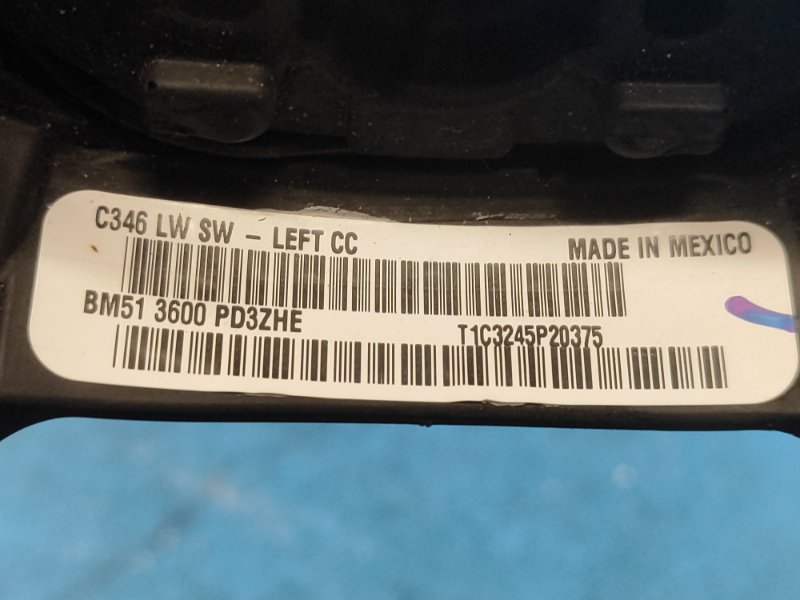 C346 LW SW - LEFT CC
MADE IN MEXICO
BM51 3600 PD3ZHE
T1C3245P20375